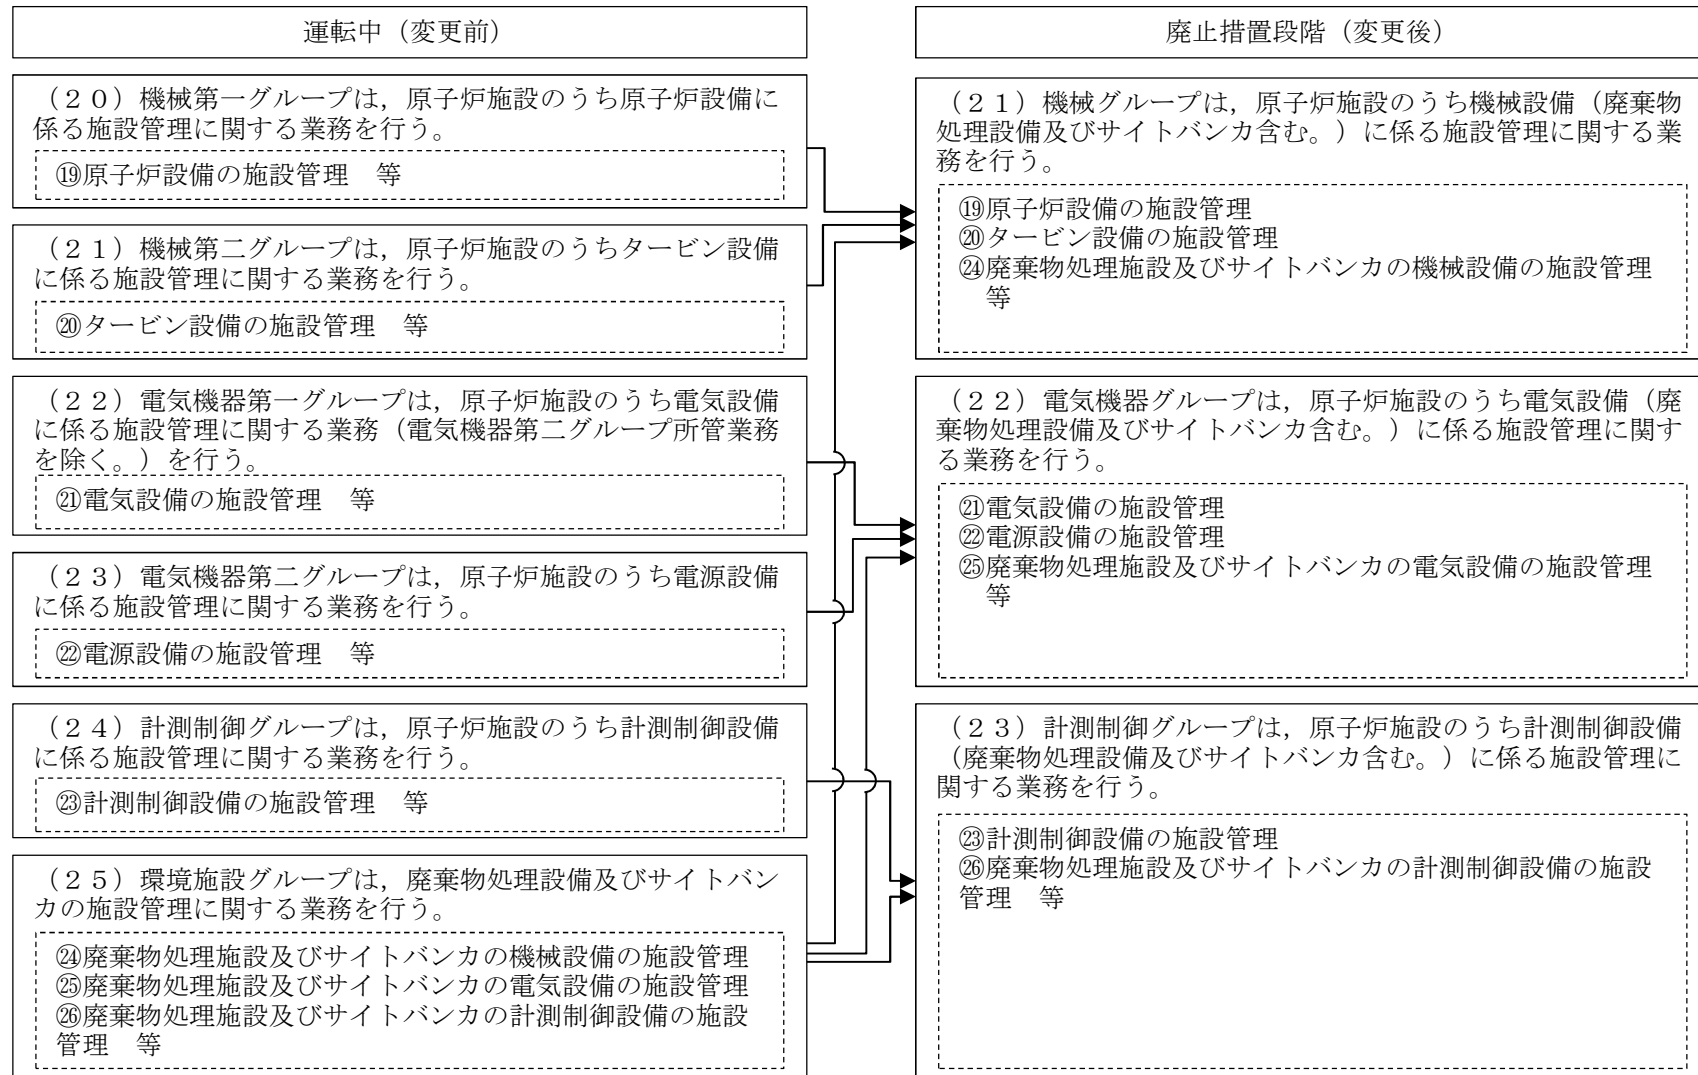 運転中（変更前）
（２０）機械第一グループは，原子炉施設のうち原子炉設備に
係る施設管理に関する業務を行う。
⑲原子炉設備の施設管理　等
（２１）機械第二グループは，原子炉施設のうちタービン設備
に係る施設管理に関する業務を行う。
⑳タービン設備の施設管理　等
（２２）電気機器第一グループは，原子炉施設のうち電気設備
に係る施設管理に関する業務（電気機器第二グループ所管業務
を除く。）を行う。
㉑電気設備の施設管理　等
（２３）電気機器第二グループは，原子炉施設のうち電源設備
に係る施設管理に関する業務を行う。
㉒電源設備の施設管理　等
（２４）計測制御グループは，原子炉施設のうち計測制御設備
に係る施設管理に関する業務を行う。
㉓計測制御設備の施設管理　等
（２５）環境施設グループは，廃棄物処理設備及びサイトバン
カの施設管理に関する業務を行う。
㉔廃棄物処理施設及びサイトバンカの機械設備の施設管理
㉕廃棄物処理施設及びサイトバンカの電気設備の施設管理
㉖廃棄物処理施設及びサイトバンカの計測制御設備の施設
管理　等
廃止措置段階（変更後）
（２１）機械グループは，原子炉施設のうち機械設備（廃棄物
処理設備及びサイトバンカ含む。）に係る施設管理に関する業
務を行う。
⑲原子炉設備の施設管理
⑳タービン設備の施設管理
㉔廃棄物処理施設及びサイトバンカの機械設備の施設管理
等
（２２）電気機器グループは，原子炉施設のうち電気設備（廃
棄物処理設備及びサイトバンカ含む。）に係る施設管理に関す
る業務を行う。
㉑電気設備の施設管理
㉒電源設備の施設管理
㉕廃棄物処理施設及びサイトバンカの電気設備の施設管理
等
（２３）計測制御グループは，原子炉施設のうち計測制御設備
（廃棄物処理設備及びサイトバンカ含む。）に係る施設管理に
関する業務を行う。
㉓計測制御設備の施設管理
㉖廃棄物処理施設及びサイトバンカの計測制御設備の施設
管理　等